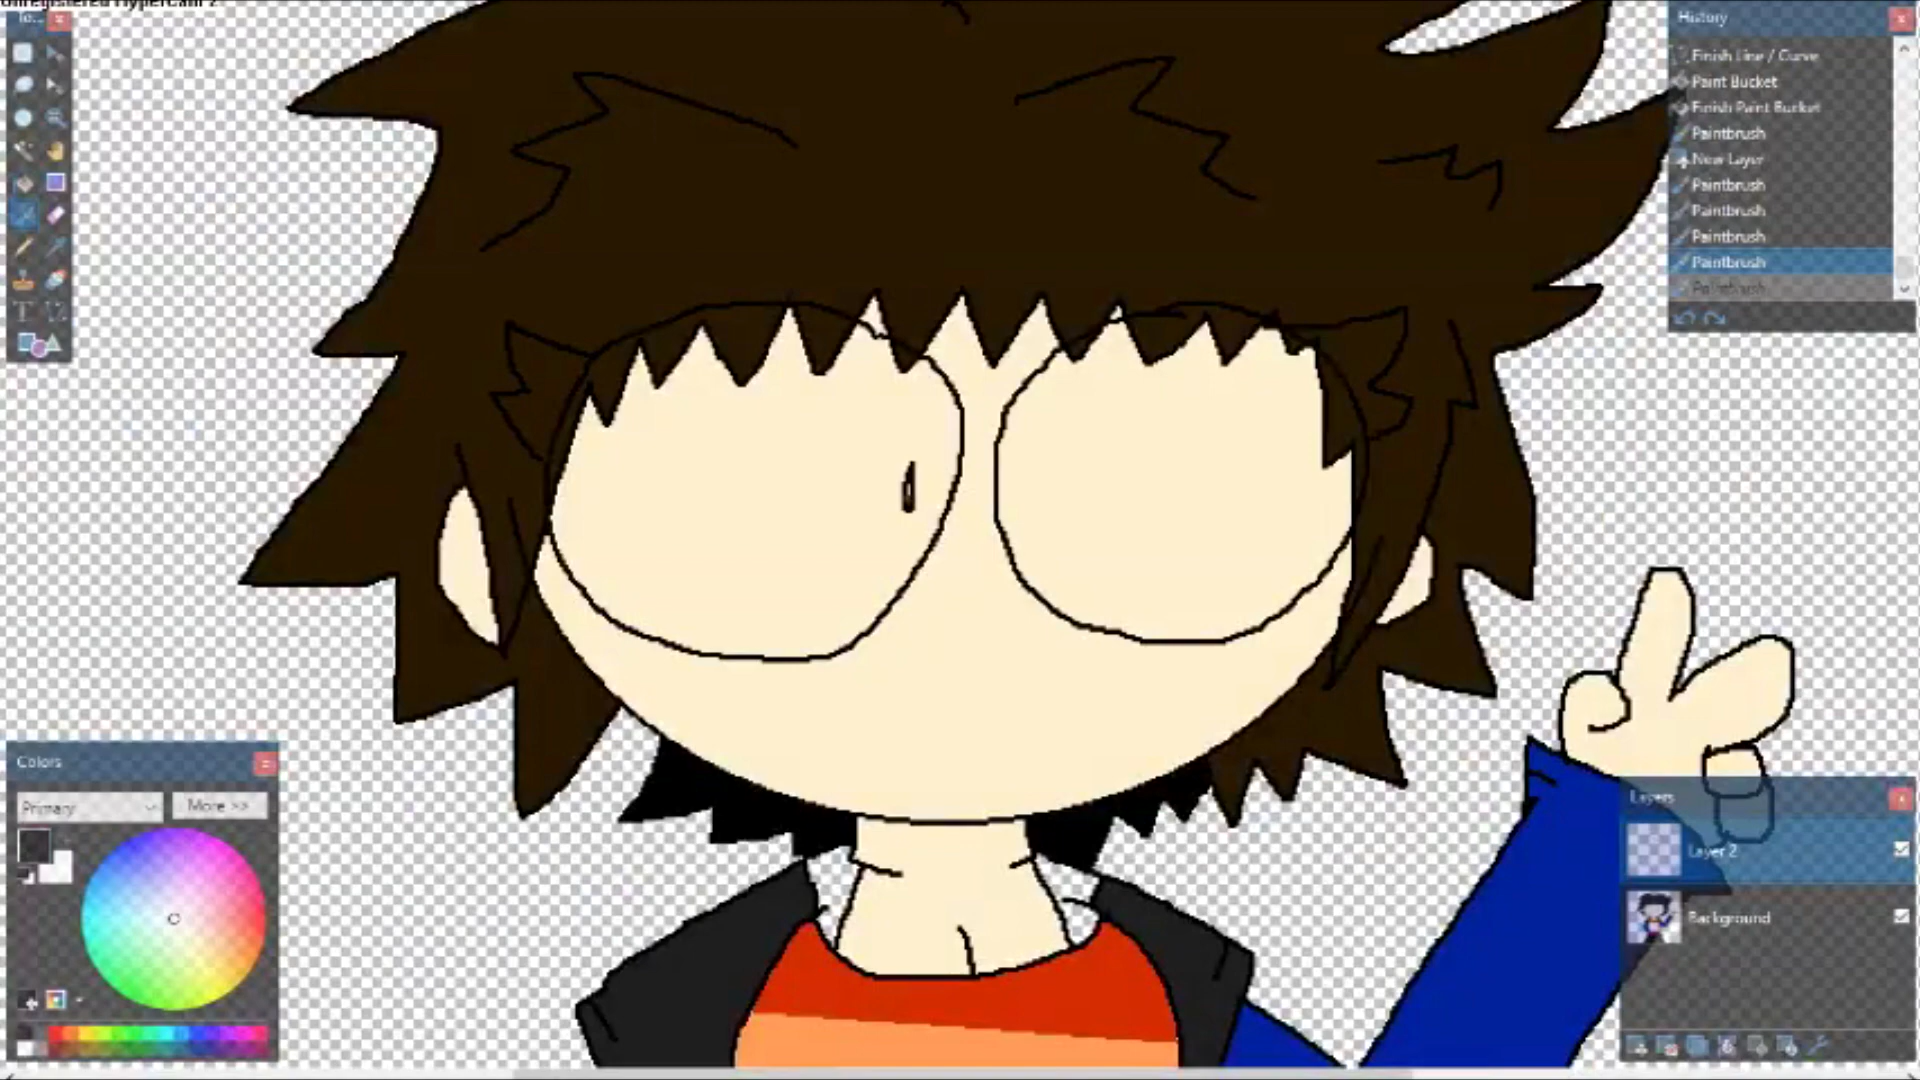 Unregistered HyperCam 2
To...
History
Finish Line / Curve
Paint Bucket
Finish Paint Bucket
Paintbrush
New Layer
Paintbrush
Paintbrush
Paintbrush
Paintbrush
Paintbrush
Colors
Primary
More >>
Layers
Layer 2
Background